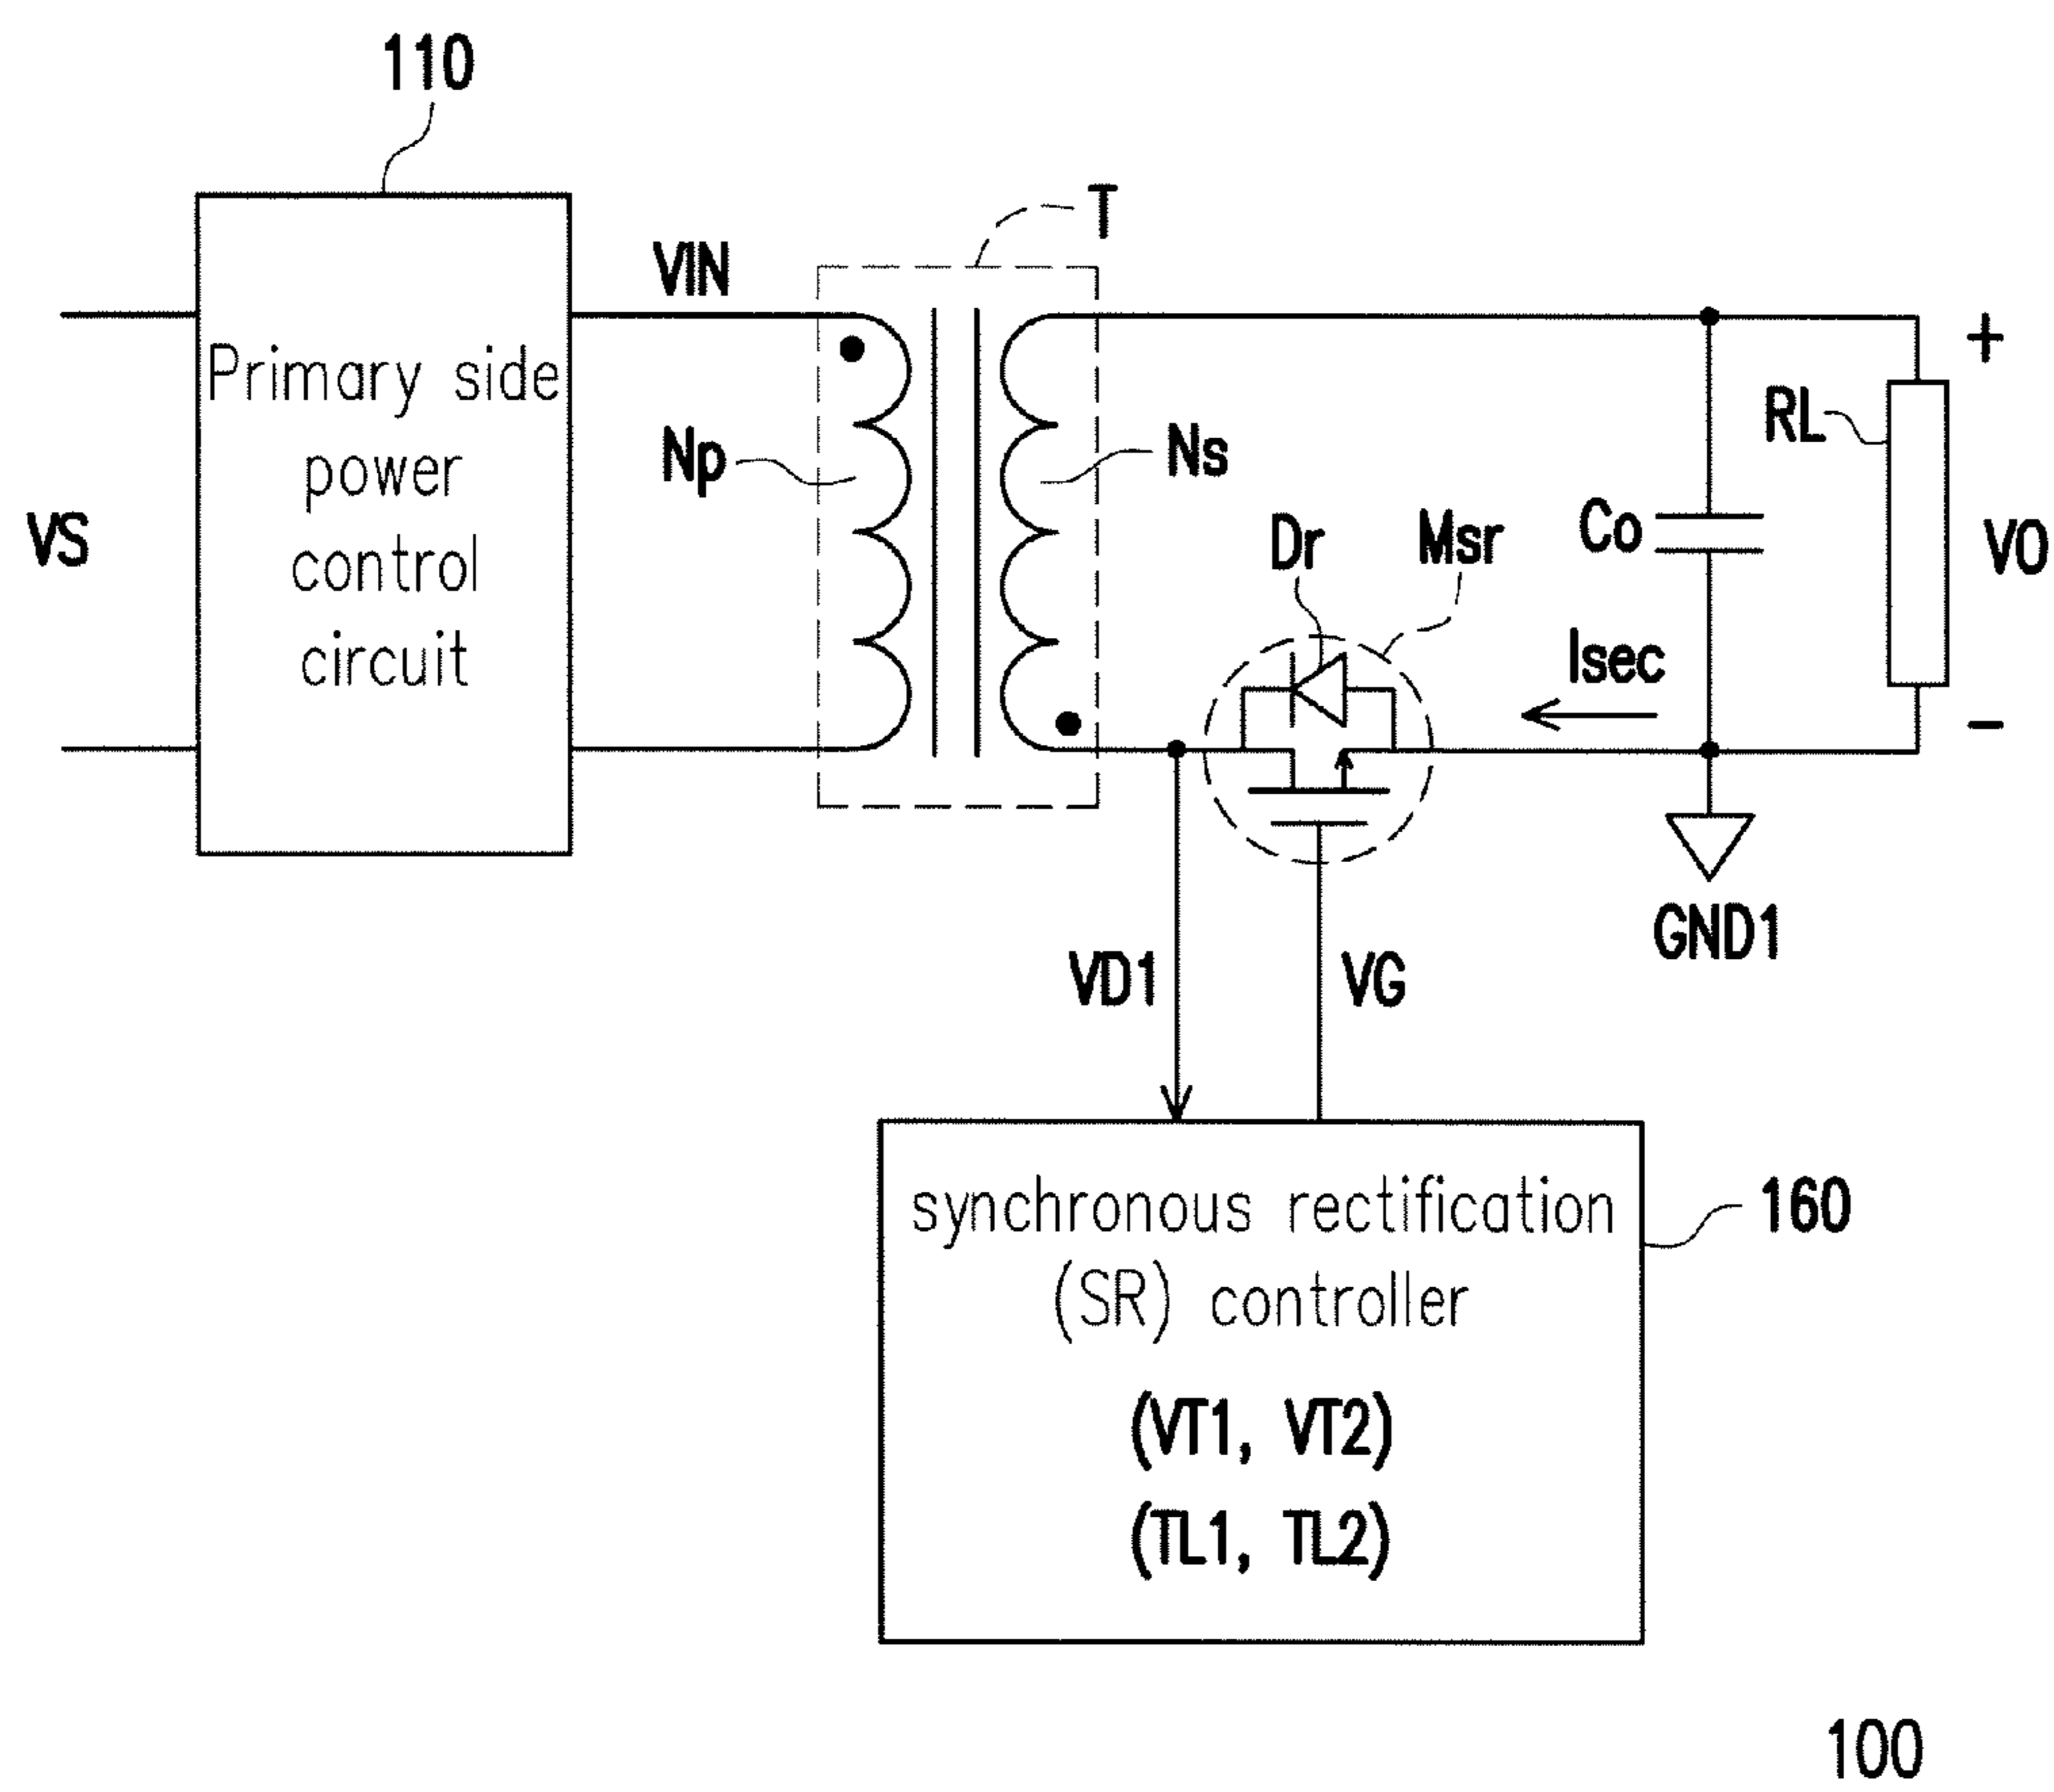 110
T
VIN
+
Primary side
power
control
circuit
Np
Ns
RL
VS
Dr
Msr
Co
VO
Isec
-
GND1
VD1
VG
synchronous rectification
(SR) controller
(VT1, VT2)
(TL1, TL2)
160
100